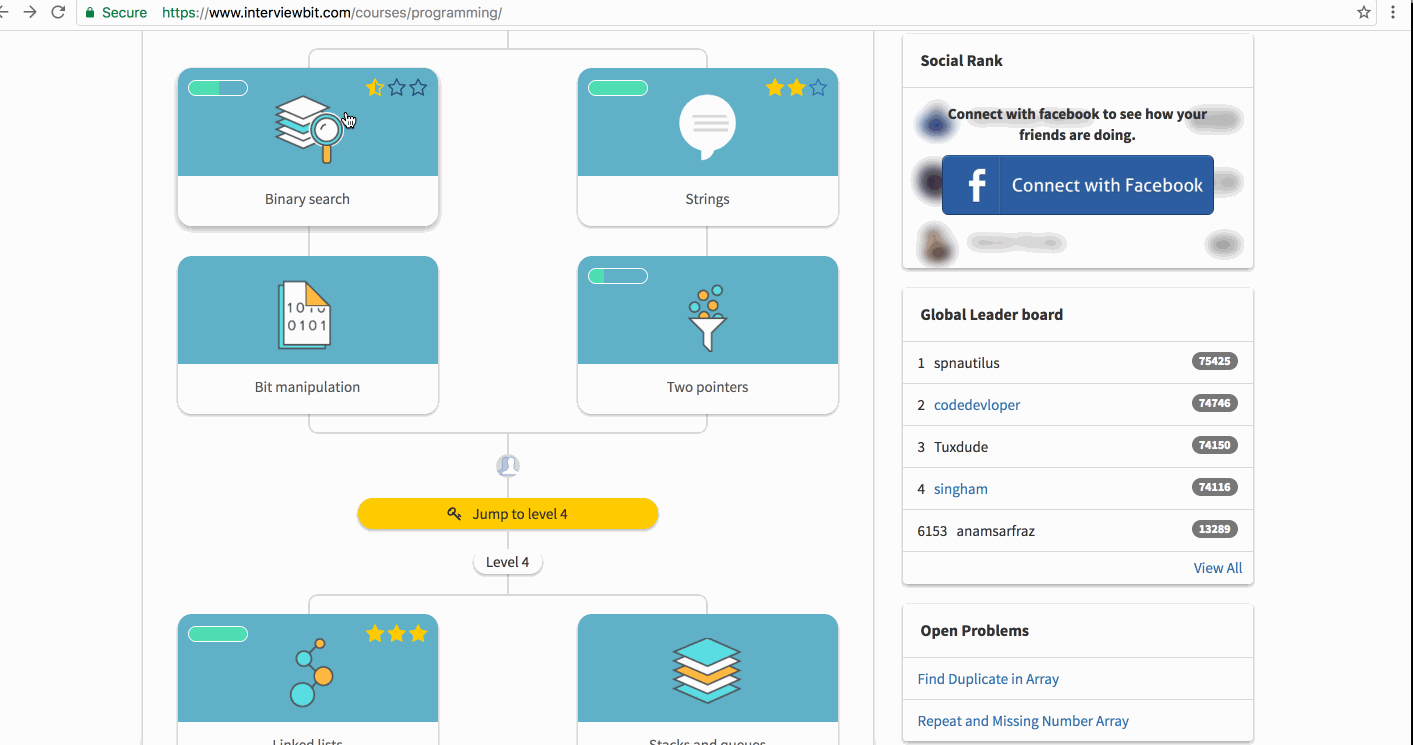 Secure https://www.interviewbit.com/courses/programming/
Binary search
Strings
1010
0101
Bit manipulation
Two pointers
Jump to level 4
Level 4
Linked lists
Stacks and queues
Social Rank
Connect with facebook to see how your
friends are doing.
f Connect with Facebook
Global Leader board
1 spnautilus 75425
2 codedevloper 74746
3 Tuxdude 74150
4 singham 74116
6153 anamsarfraz 13289
View All
Open Problems
Find Duplicate in Array
Repeat and Missing Number Array